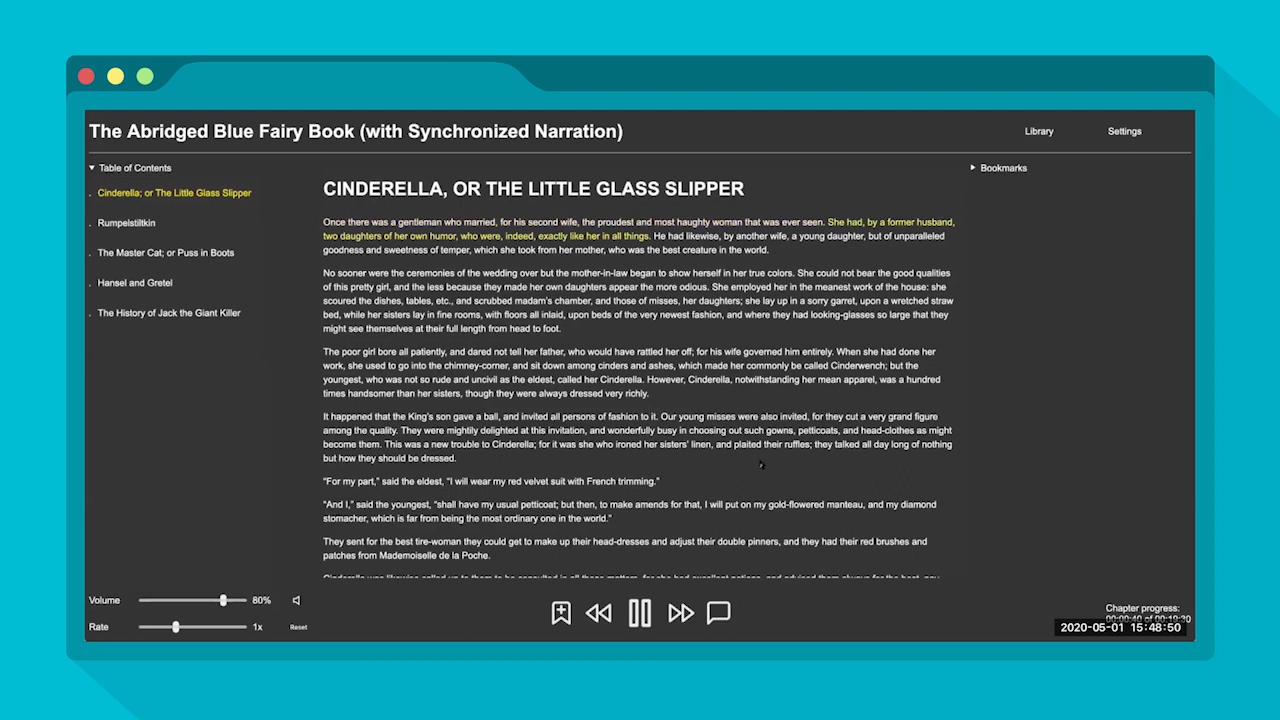 The Abridged Blue Fairy Book (with Synchronized Narration)
Library
Settings
Table of Contents
Cinderella; or The Little Glass Slipper
Rumpelstiltkin
The Master Cat; or Puss in Boots
Hansel and Gretel
The History of Jack the Giant Killer
CINDERELLA, OR THE LITTLE GLASS SLIPPER
Once there was a gentleman who married, for his second wife, the proudest and most haughty woman that was ever seen. She had, by a former husband,
two daughters of her own humor, who were, indeed, exactly like her in all things. He had likewise, by another wife, a young daughter, but of unparalleled
goodness and sweetness of temper, which she took from her mother, who was the best creature in the world.
No sooner were the ceremonies of the wedding over but the mother-in-law began to show herself in her true colors. She could not bear the good qualities
of this pretty girl, and the less because they made her own daughters appear the more odious. She employed her in the meanest work of the house: she
scoured the dishes, tables, etc., and scrubbed madam's chamber, and those of misses, her daughters; she lay up in a sorry garret, upon a wretched straw
bed, while her sisters lay in fine rooms, with floors all inlaid, upon beds of the very newest fashion, and where they had looking-glasses so large that they
might see themselves at their full length from head to foot.
The poor girl bore all patiently, and dared not tell her father, who would have rattled her off; for his wife governed him entirely. When she had done her
work, she used to go into the chimney-corner, and sit down among cinders and ashes, which made her commonly be called Cinderwench; but the
youngest, who was not so rude and uncivil as the eldest, called her Cinderella. However, Cinderella, notwithstanding her mean apparel, was a hundred
times handsomer than her sisters, though they were always dressed very richly.
It happened that the King's son gave a ball, and invited all persons of fashion to it. Our young misses were also invited, for they cut a very grand figure
among the quality. They were mightily delighted at this invitation, and wonderfully busy in choosing out such gowns, petticoats, and head-clothes as might
become them. This was a new trouble to Cinderella; for it was she who ironed her sisters' linen, and plaited their ruffles; they talked all day long of nothing
but how they should be dressed.
“For my part,” said the eldest, “I will wear my red velvet suit with French trimming.”
“And I,” said the youngest, “shall have my usual petticoat; but then, to make amends for that, I will put on my gold-flowered manteau, and my diamond
stomacher, which is far from being the most ordinary one in the world.”
They sent for the best tire-woman they could get to make up their head-dresses and adjust their double pinners, and they had their red brushes and
patches from Mademoiselle de la Poche.
Bookmarks
Volume
80%
Rate
1x
Reset
Chapter progress:
2020-05-01 15:48:50